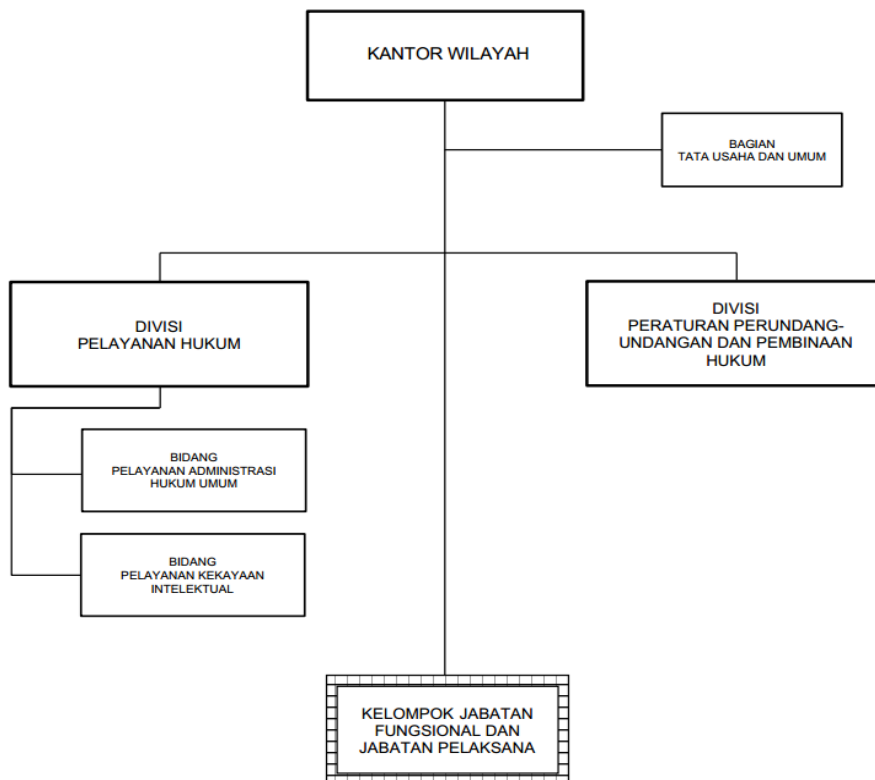 KANTOR WILAYAH
BAGIAN
TATA USAHA DAN UMUM
DIVISI
PELAYANAN HUKUM
DIVISI
PERATURAN PERUNDANG-
UNDANGAN DAN PEMBINAAN
HUKUM
BIDANG
PELAYANAN ADMINISTRASI
HUKUM UMUM
BIDANG
PELAYANAN KEKAYAAN
INTELEKTUAL
KELOMPOK JABATAN
FUNGSIONAL DAN
JABATAN PELAKSANA